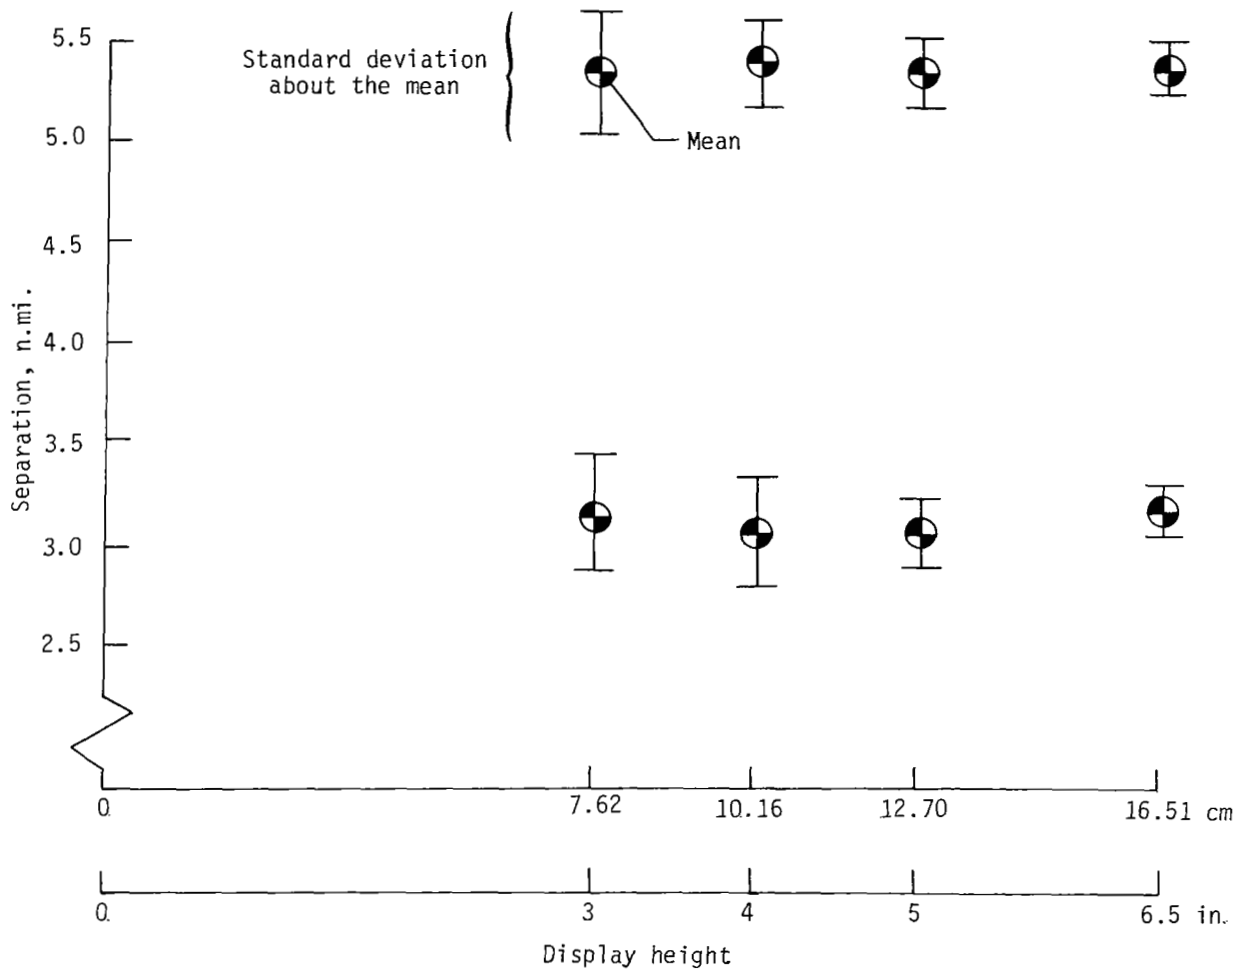 5.5
Standard deviation
about the mean
5.0
Mean
4.5
4.0
3.5
3.0
2.5
Separation, n.mi.
0 7.62 10.16 12.70 16.51 cm
0 3 4 5 6.5 in.
Display height